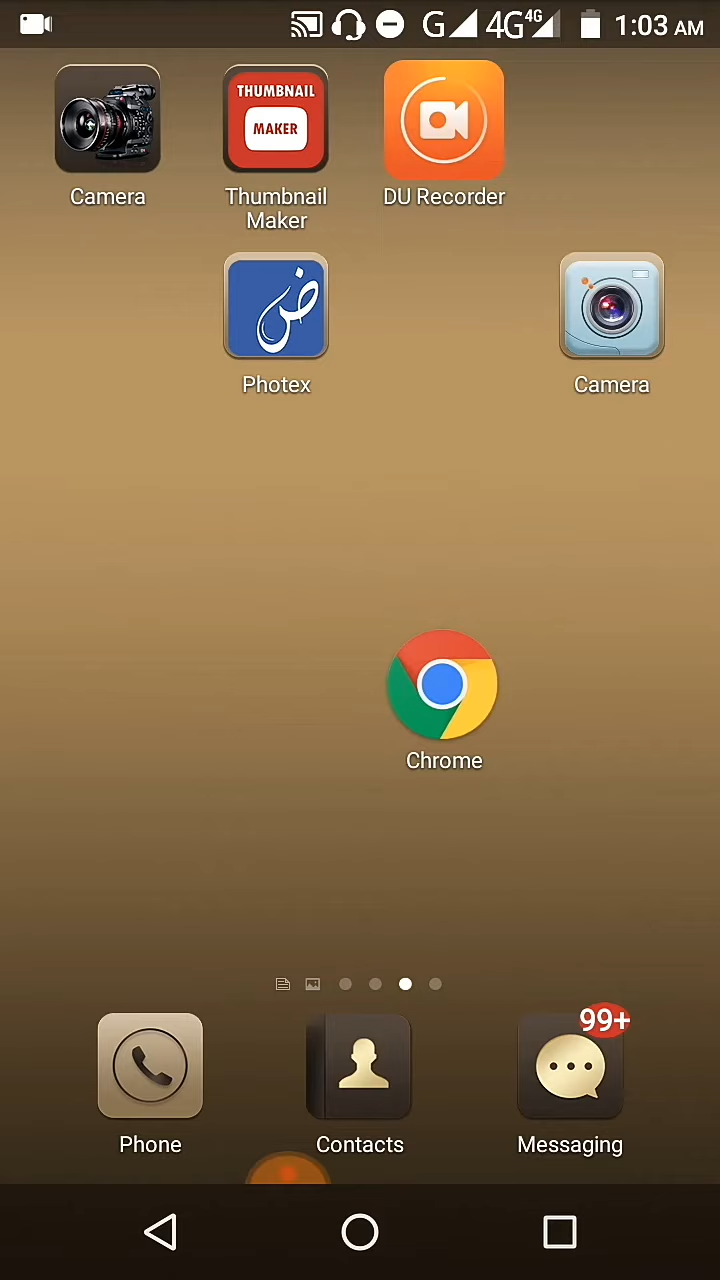 G 4G 4G 1:03 AM
THUMBNAIL
MAKER
Camera
Thumbnail
Maker
DU Recorder
ض
Photex
Camera
Chrome
99+
Phone
Contacts
Messaging